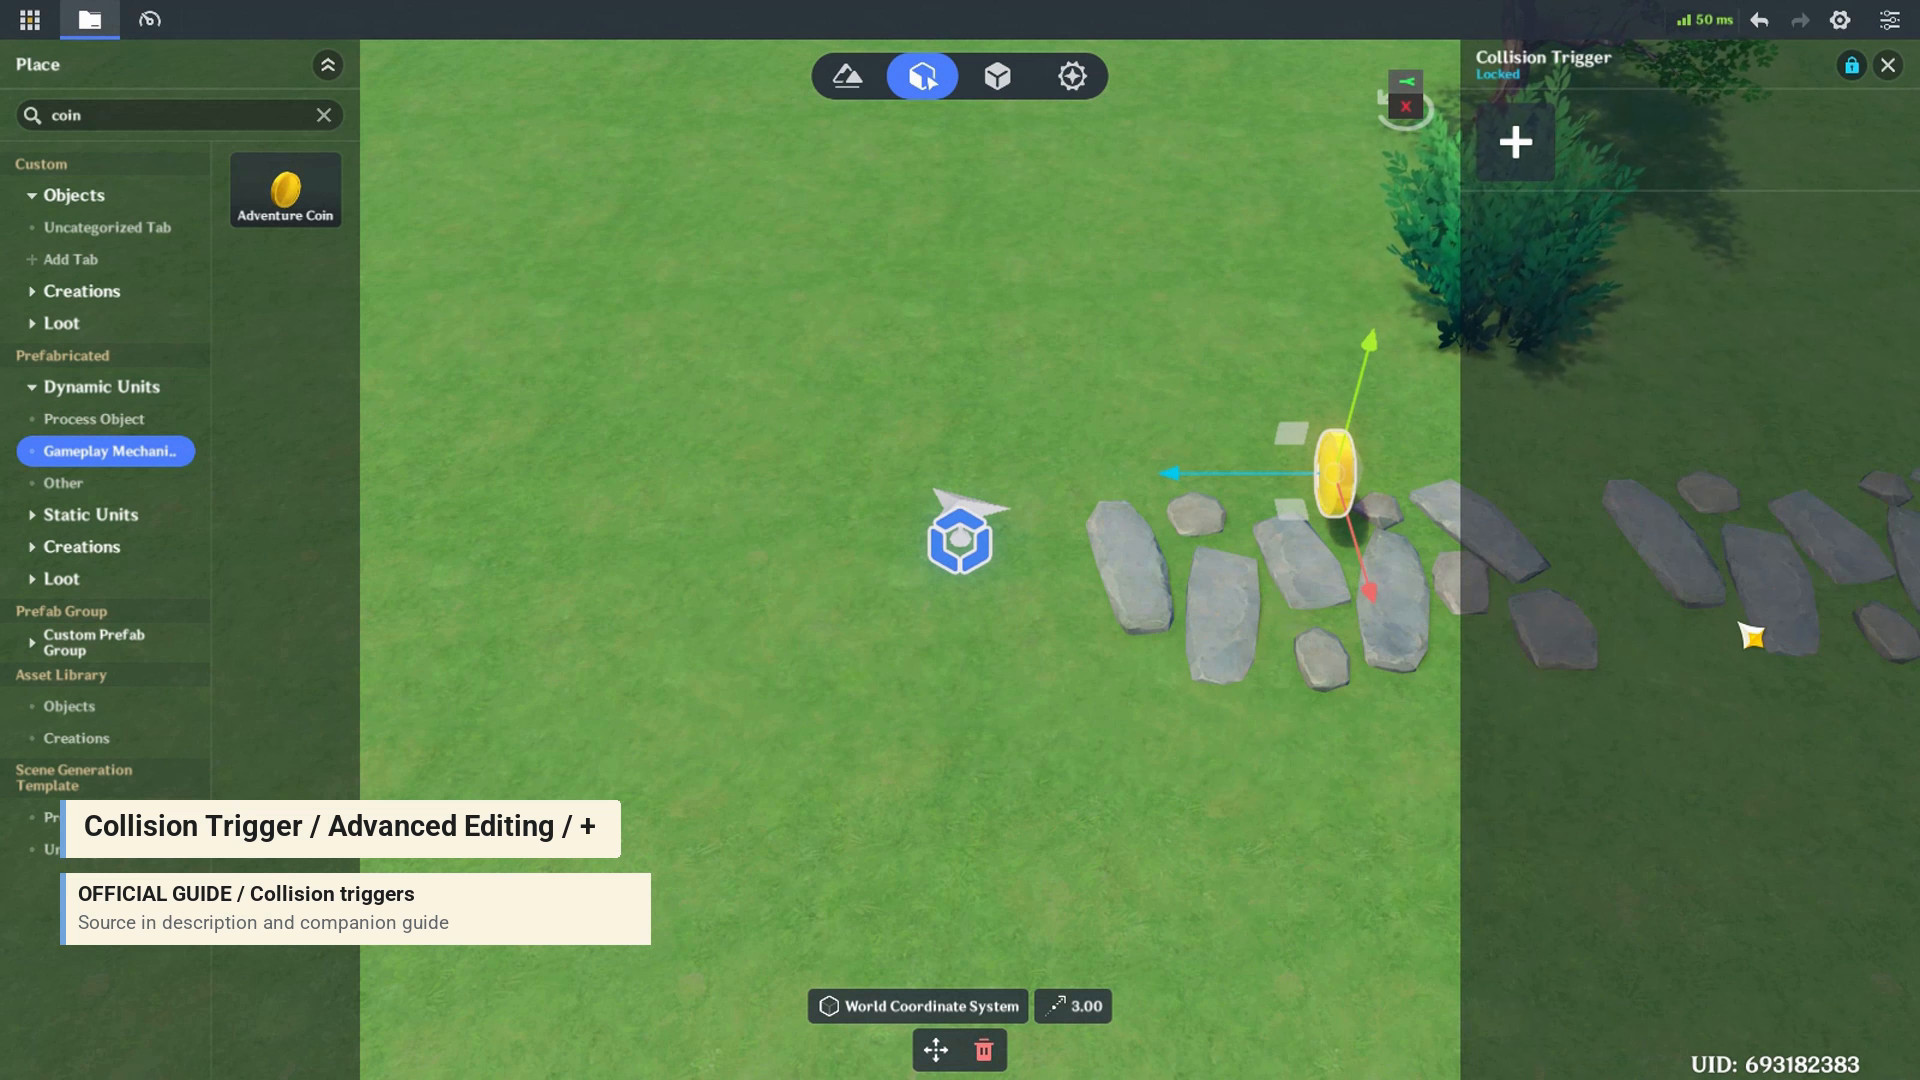 50 ms
Place
Collision Trigger
Locked
coin
Custom
Objects
Adventure Coin
Uncategorized Tab
Add Tab
Creations
Loot
Prefabricated
Dynamic Units
Process Object
Gameplay Mechani..
Other
Static Units
Creations
Loot
Prefab Group
Custom Prefab
Group
Asset Library
Objects
Creations
Scene Generation
Template
Collision Trigger / Advanced Editing / +
OFFICIAL GUIDE / Collision triggers
Source in description and companion guide
World Coordinate System
3.00
UID: 693182383